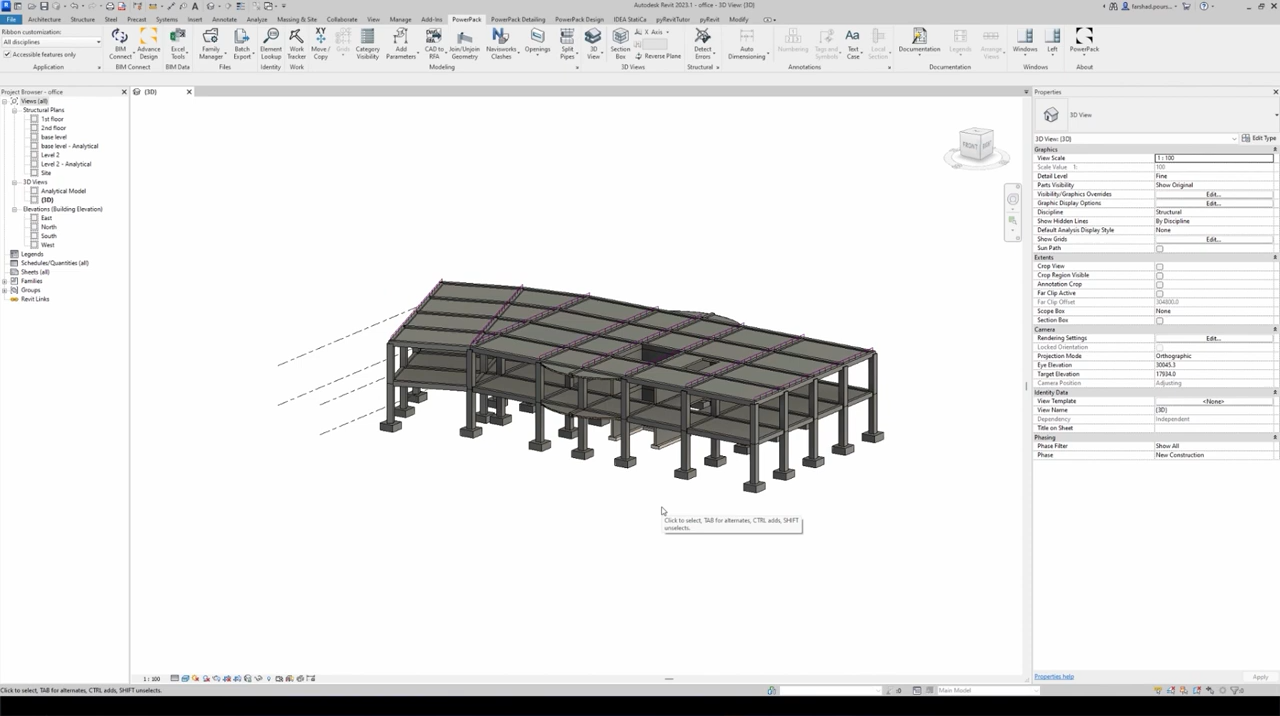 Autodesk Revit 2023.1 - office - 3D View: {3D}
farshad.pours...
File Architecture Structure Steel Precast Systems Insert Annotate Analyze Massing & Site Collaborate View Manage Add-Ins PowerPack PowerPack Detailing PowerPack Design IDEA StatiCa pyRevitTutor pyRevit Modify
Ribbon customization:
All disciplines
Accessible features only
BIM Connect
Advance Design
Excel Tools
Family Manager
Batch Export
Element Lookup
Work Tracker
Move/ Copy
Grids
Category Visibility
Add Parameters
CAD to RFA
Join/Unjoin Geometry
Navisworks Clashes
Openings
Split Pipes
3D View
Section Box
X Axis
Reverse Plane
Detect Errors
Auto Dimensioning
Numbering
Tags and Symbols
Text Case
Local Section
Documentation
Legends
Arrange Views
Windows
Left
PowerPack
Application BIM Connect BIM Data Files Identity Work Modeling 3D Views Structural Annotations Documentation Windows About
Project Browser - office
Views (all)
Structural Plans
1st floor
2nd floor
base level
base level - Analytical
Level 2
Level 2 - Analytical
Site
3D Views
Analytical Model
{3D}
Elevations (Building Elevation)
East
North
South
West
Legends
Schedules/Quantities (all)
Sheets (all)
Families
Groups
Revit Links
{3D}
FRONT
Click to select, TAB for alternates, CTRL adds, SHIFT
unselects.
Properties
3D View
3D View: {3D} Edit Type
Graphics
View Scale 1 : 100
Scale Value 1: 100
Detail Level Fine
Parts Visibility Show Original
Visibility/Graphics Overrides Edit...
Graphic Display Options Edit...
Discipline Structural
Show Hidden Lines By Discipline
Default Analysis Display Style None
Show Grids Edit...
Sun Path
Extents
Crop View
Crop Region Visible
Annotation Crop
Far Clip Active
Far Clip Offset 304800.0
Scope Box None
Section Box
Camera
Rendering Settings Edit...
Locked Orientation
Projection Mode Orthographic
Eye Elevation 30045.3
Target Elevation 17934.0
Camera Position Adjusting
Identity Data
View Template <None>
View Name {3D}
Dependency Independent
Title on Sheet
Phasing
Phase Filter Show All
Phase New Construction
Properties help Apply
1 : 100
Click to select, TAB for alternates, CTRL adds, SHIFT unselects.
:0
Main Model